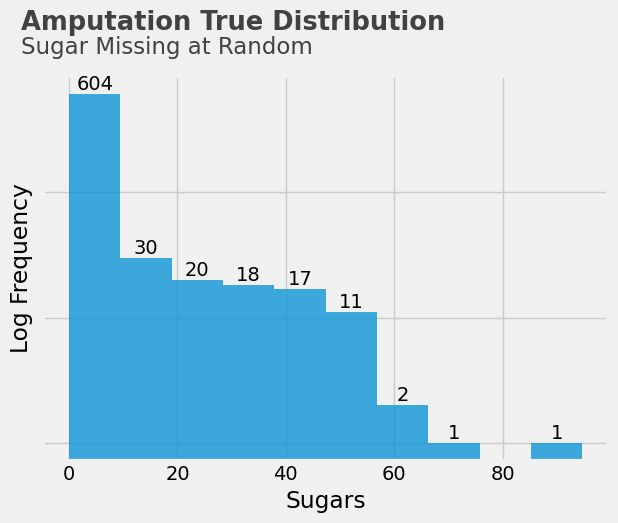 Amputation True Distribution
Sugar Missing at Random
604
30
20
18
17
11
2
1
1
Log Frequency
0 20 40 60 80
Sugars